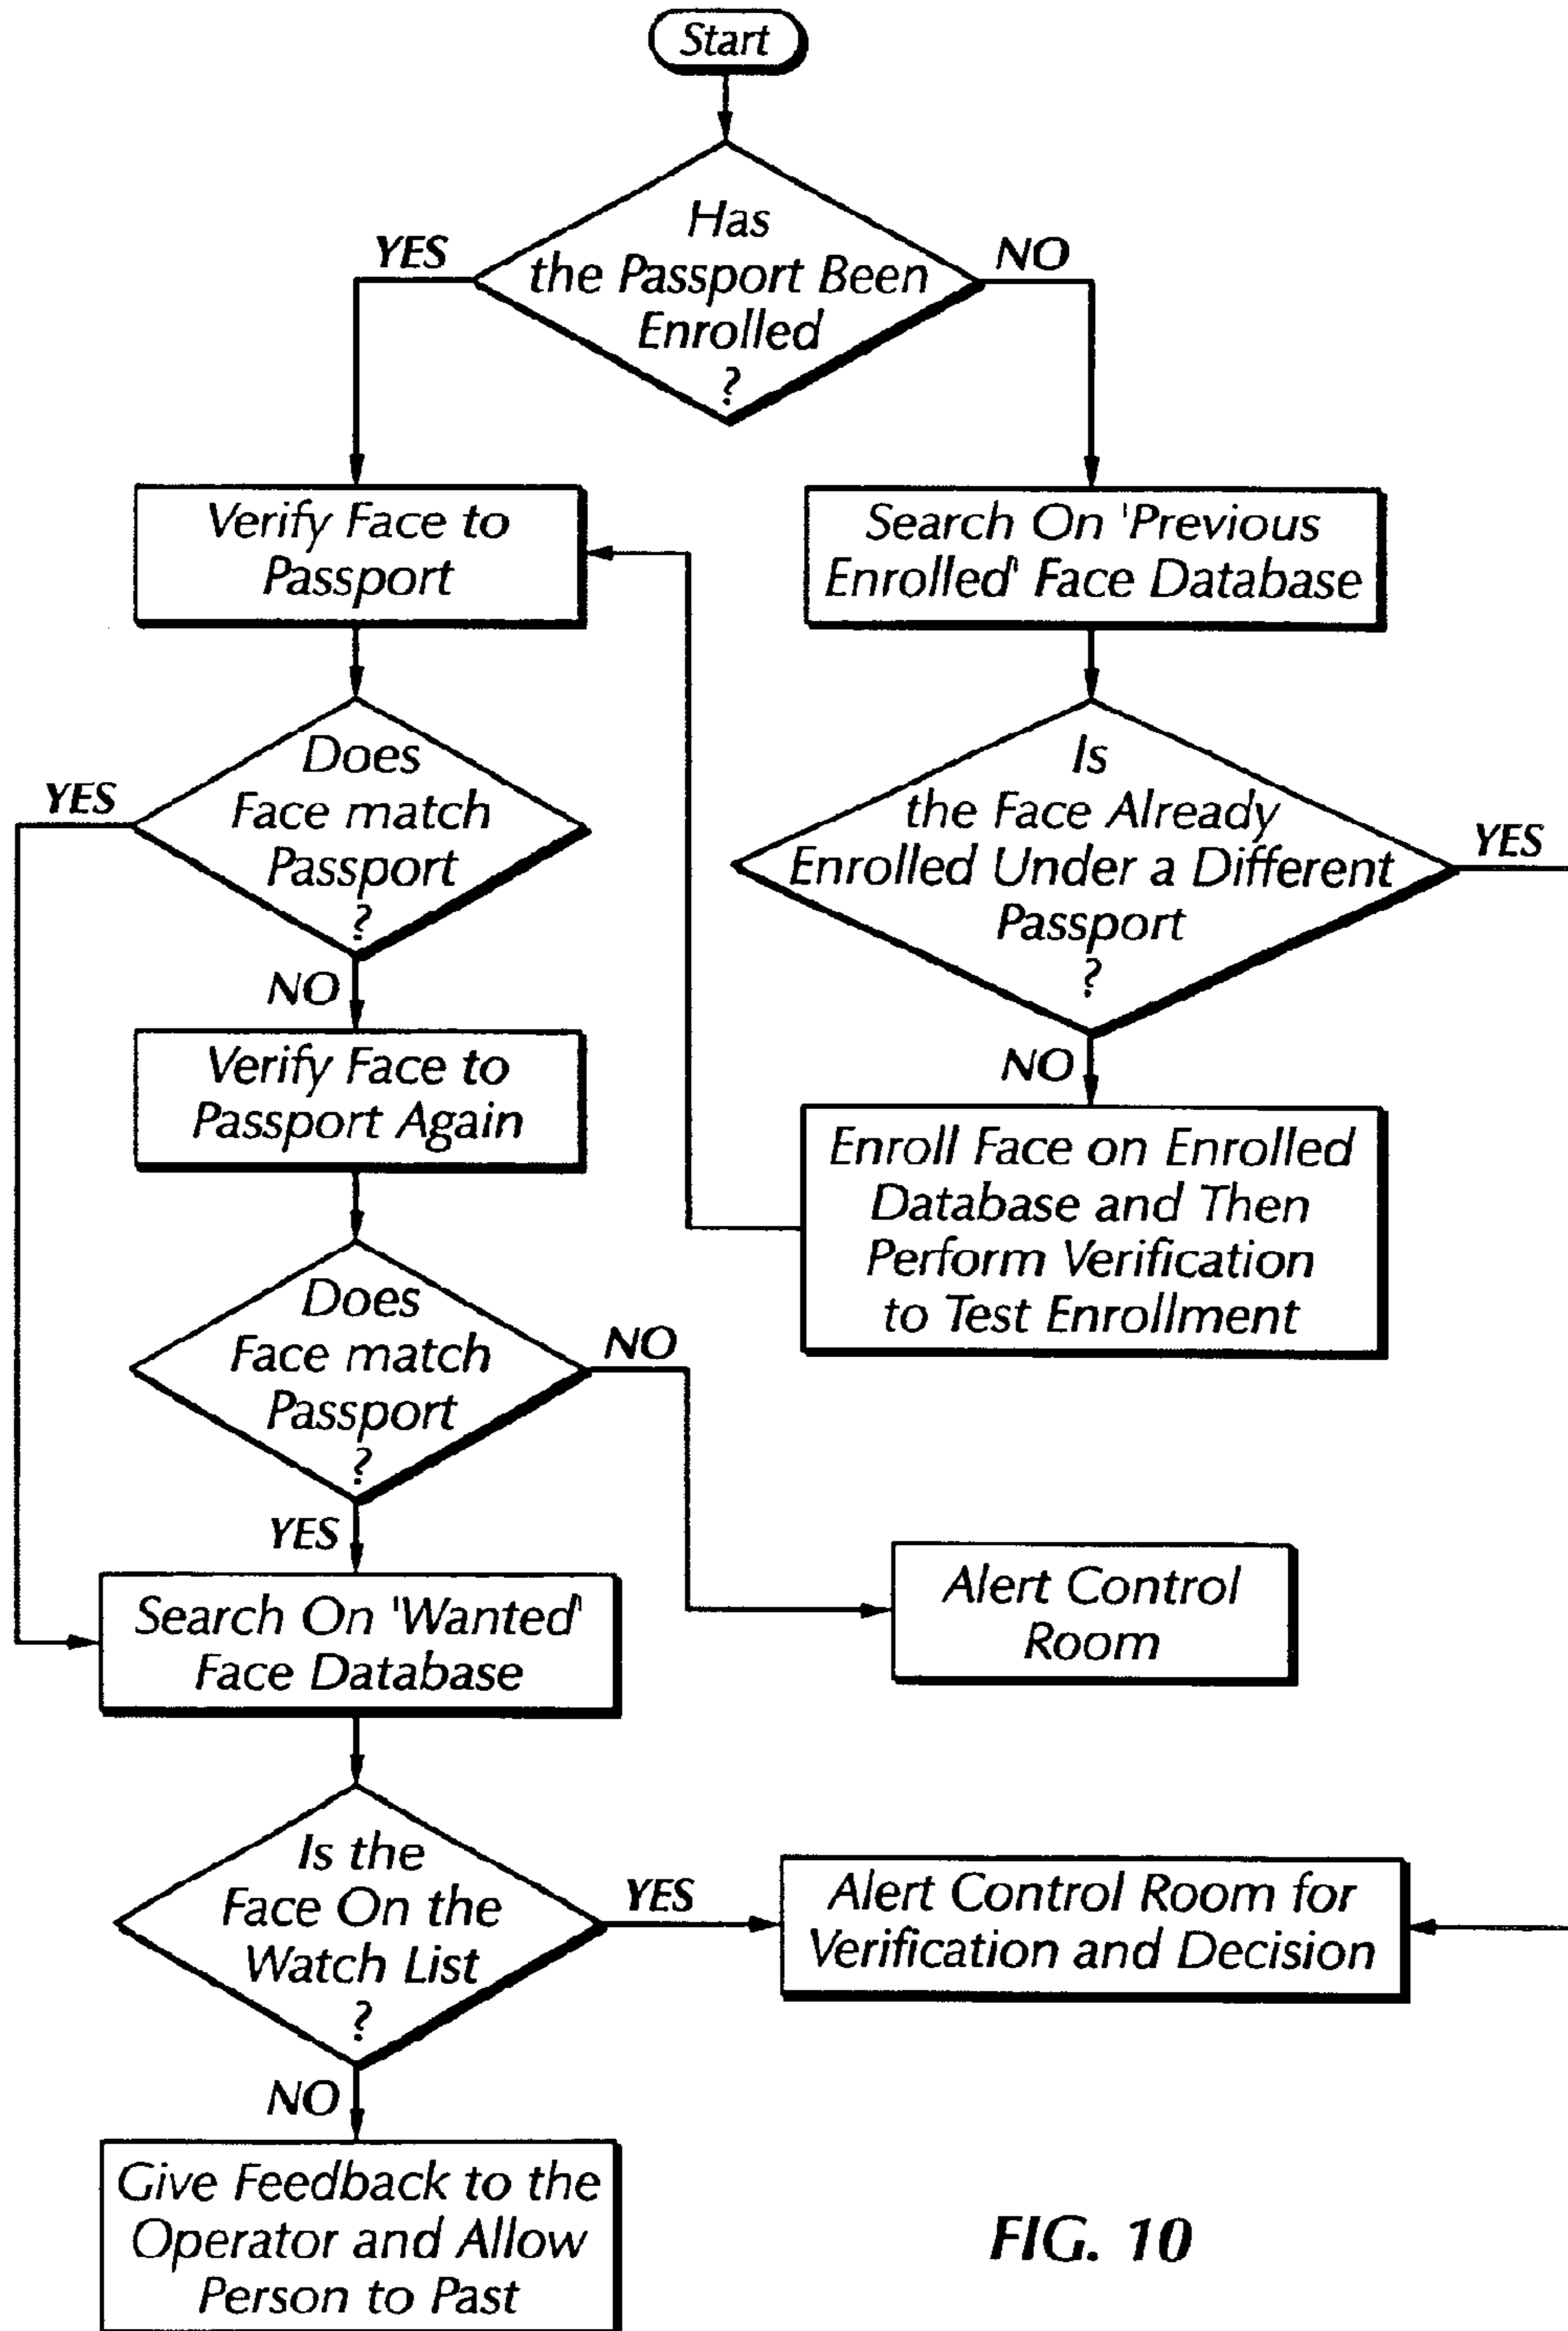 Start
Has
the Passport Been
Enrolled
?
YES
NO
Verify Face to
Passport
Search On 'Previous
Enrolled' Face Database
Does
Face match
Passport
?
YES
NO
Is
the Face Already
Enrolled Under a Different
Passport
?
YES
NO
Verify Face to
Passport Again
Enroll Face on Enrolled
Database and Then
Perform Verification
to Test Enrollment
Does
Face match
Passport
?
NO
YES
Alert Control
Room
Search On 'Wanted'
Face Database
Is the
Face On the
Watch List
?
YES
NO
Alert Control Room for
Verification and Decision
Give Feedback to the
Operator and Allow
Person to Past
FIG. 10